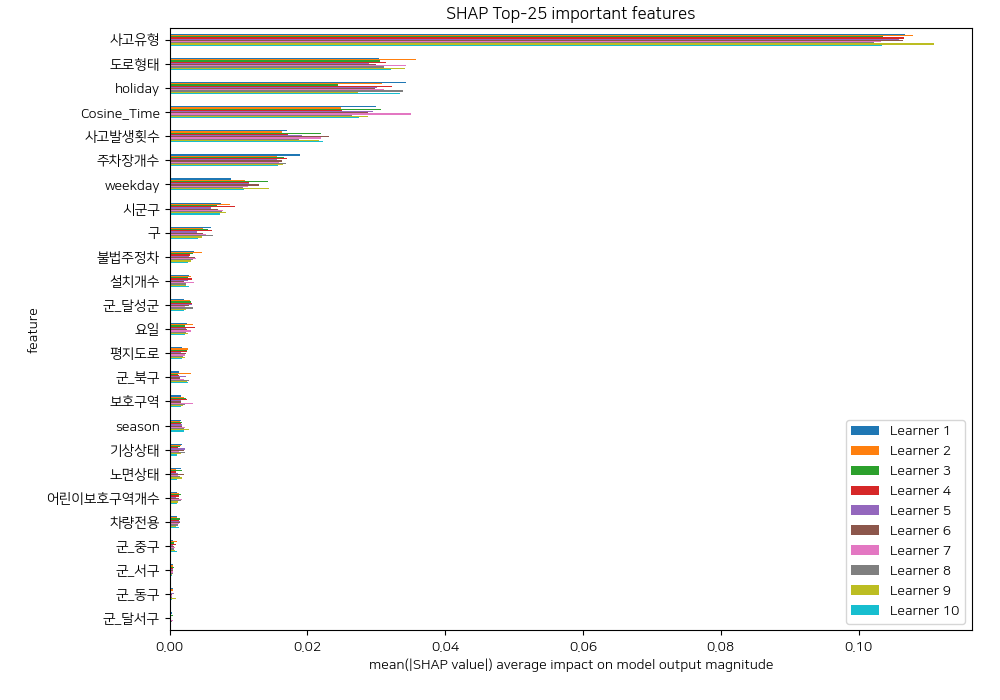 SHAP Top-25 important features
사고유형
도로형태
holiday
Cosine_Time
사고발생횟수
주차장개수
weekday
시군구
구
불법주정차
설치개수
군_달성군
요일
평지도로
군_북구
보호구역
season
기상상태
노면상태
어린이보호구역개수
차량전용
군_중구
군_서구
군_동구
군_달서구
feature
0.00 0.02 0.04 0.06 0.08 0.10
mean(|SHAP value|) average impact on model output magnitude
Learner 1
Learner 2
Learner 3
Learner 4
Learner 5
Learner 6
Learner 7
Learner 8
Learner 9
Learner 10